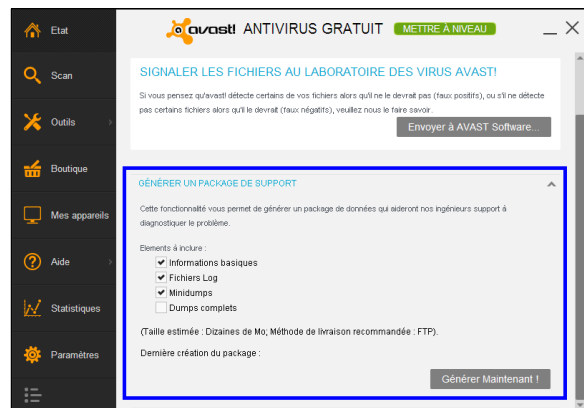 Etat
avast! ANTIVIRUS GRATUIT
METTRE À NIVEAU
Scan
Outils
Boutique
Mes appareils
Aide
Statistiques
Paramètres
SIGNALER LES FICHIERS AU LABORATOIRE DES VIRUS AVAST!
Si vous pensez qu'avast! détecte certains de vos fichiers alors qu'il ne le devrait pas (faux positifs), ou s'il ne détecte
pas certains fichiers alors qu'il le devrait (faux négatifs), veuillez nous le faire savoir.
Envoyer à AVAST Software...
GÉNÉRER UN PACKAGE DE SUPPORT
Cette fonctionnalité vous permet de générer un package de données qui aideront nos ingénieurs support á
diagnostiquer le problème.
Elements á inclure :
Informations basiques
Fichiers Log
Minidumps
Dumps complets
(Taille estimée : Dizaines de Mo; Méthode de livraison recommandée : FTP).
Dernière création du package :
Générer Maintenant !